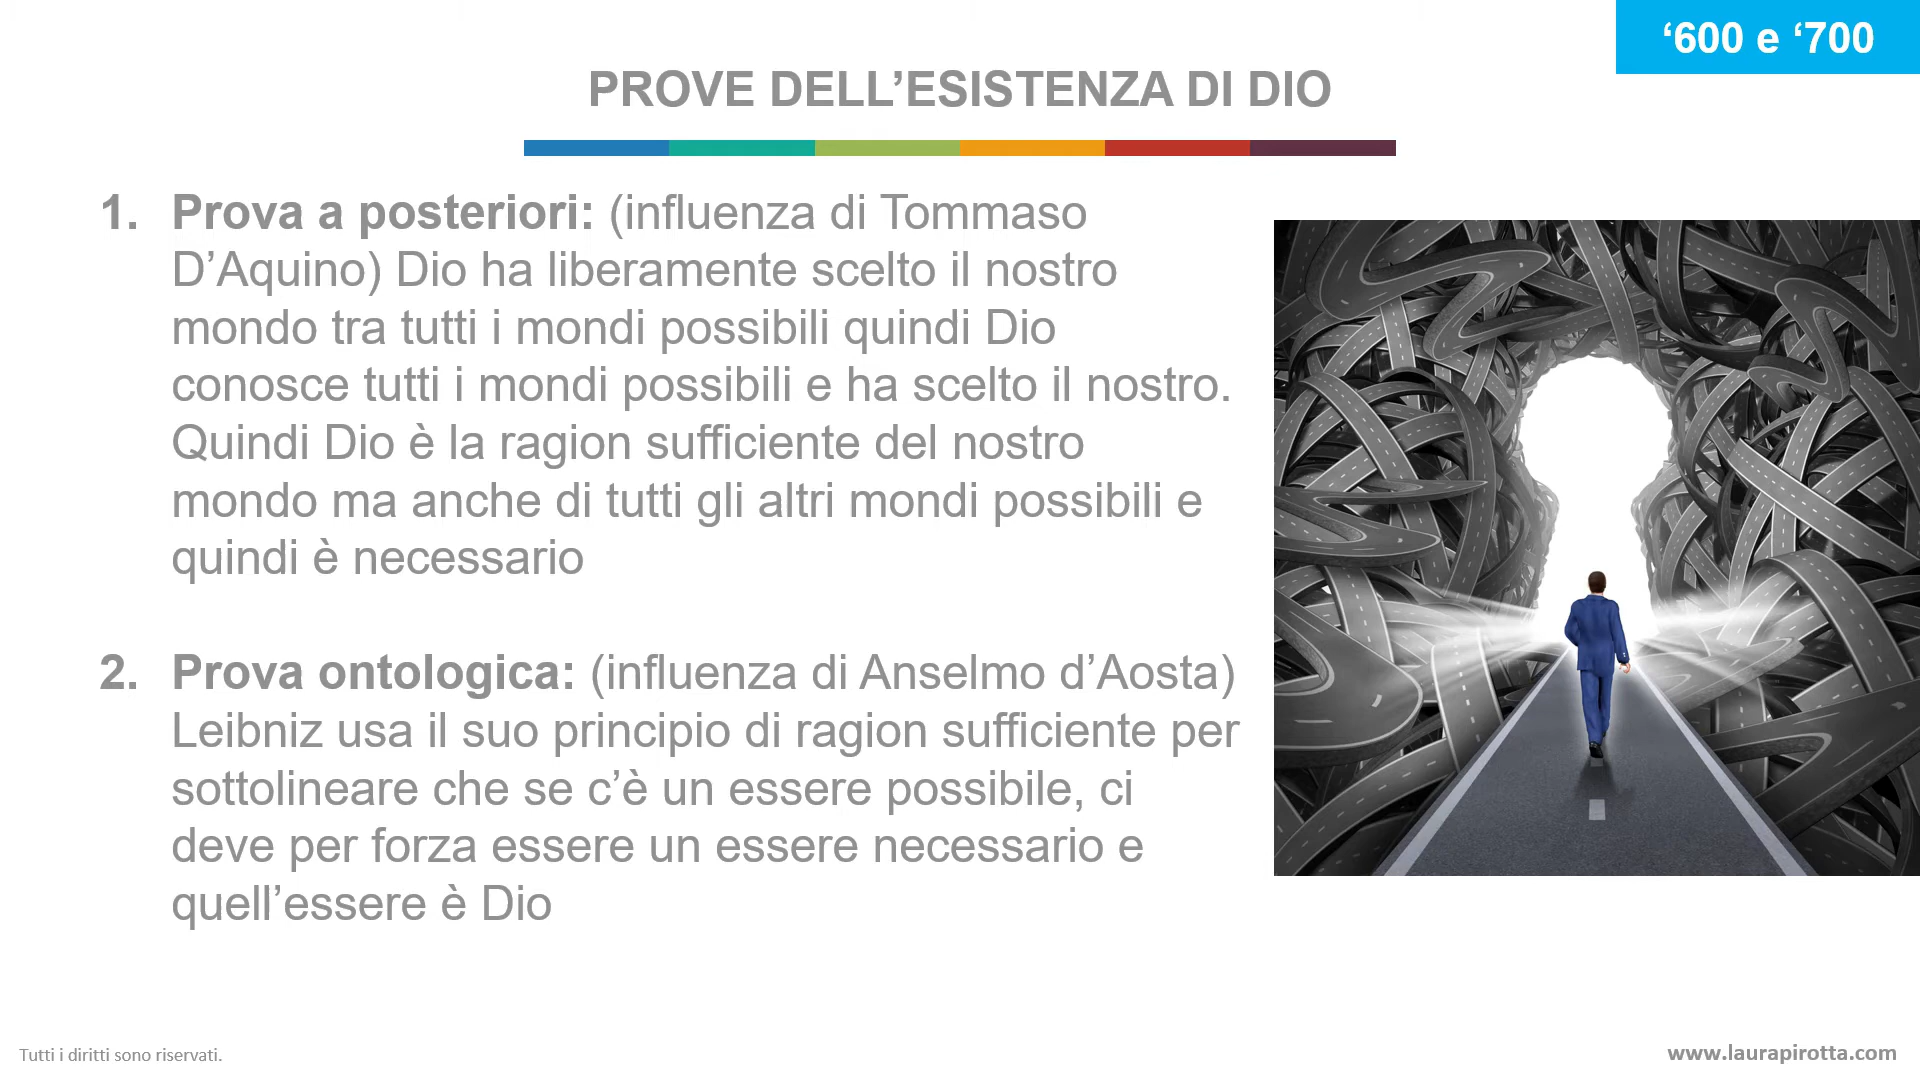 ‘600 e ‘700
PROVE DELL’ESISTENZA DI DIO
1. Prova a posteriori: (influenza di Tommaso
D’Aquino) Dio ha liberamente scelto il nostro
mondo tra tutti i mondi possibili quindi Dio
conosce tutti i mondi possibili e ha scelto il nostro.
Quindi Dio è la ragion sufficiente del nostro
mondo ma anche di tutti gli altri mondi possibili e
quindi è necessario
2. Prova ontologica: (influenza di Anselmo d’Aosta)
Leibniz usa il suo principio di ragion sufficiente per
sottolineare che se c’è un essere possibile, ci
deve per forza essere un essere necessario e
quell’essere è Dio
Tutti i diritti sono riservati.
www.laurapirotta.com